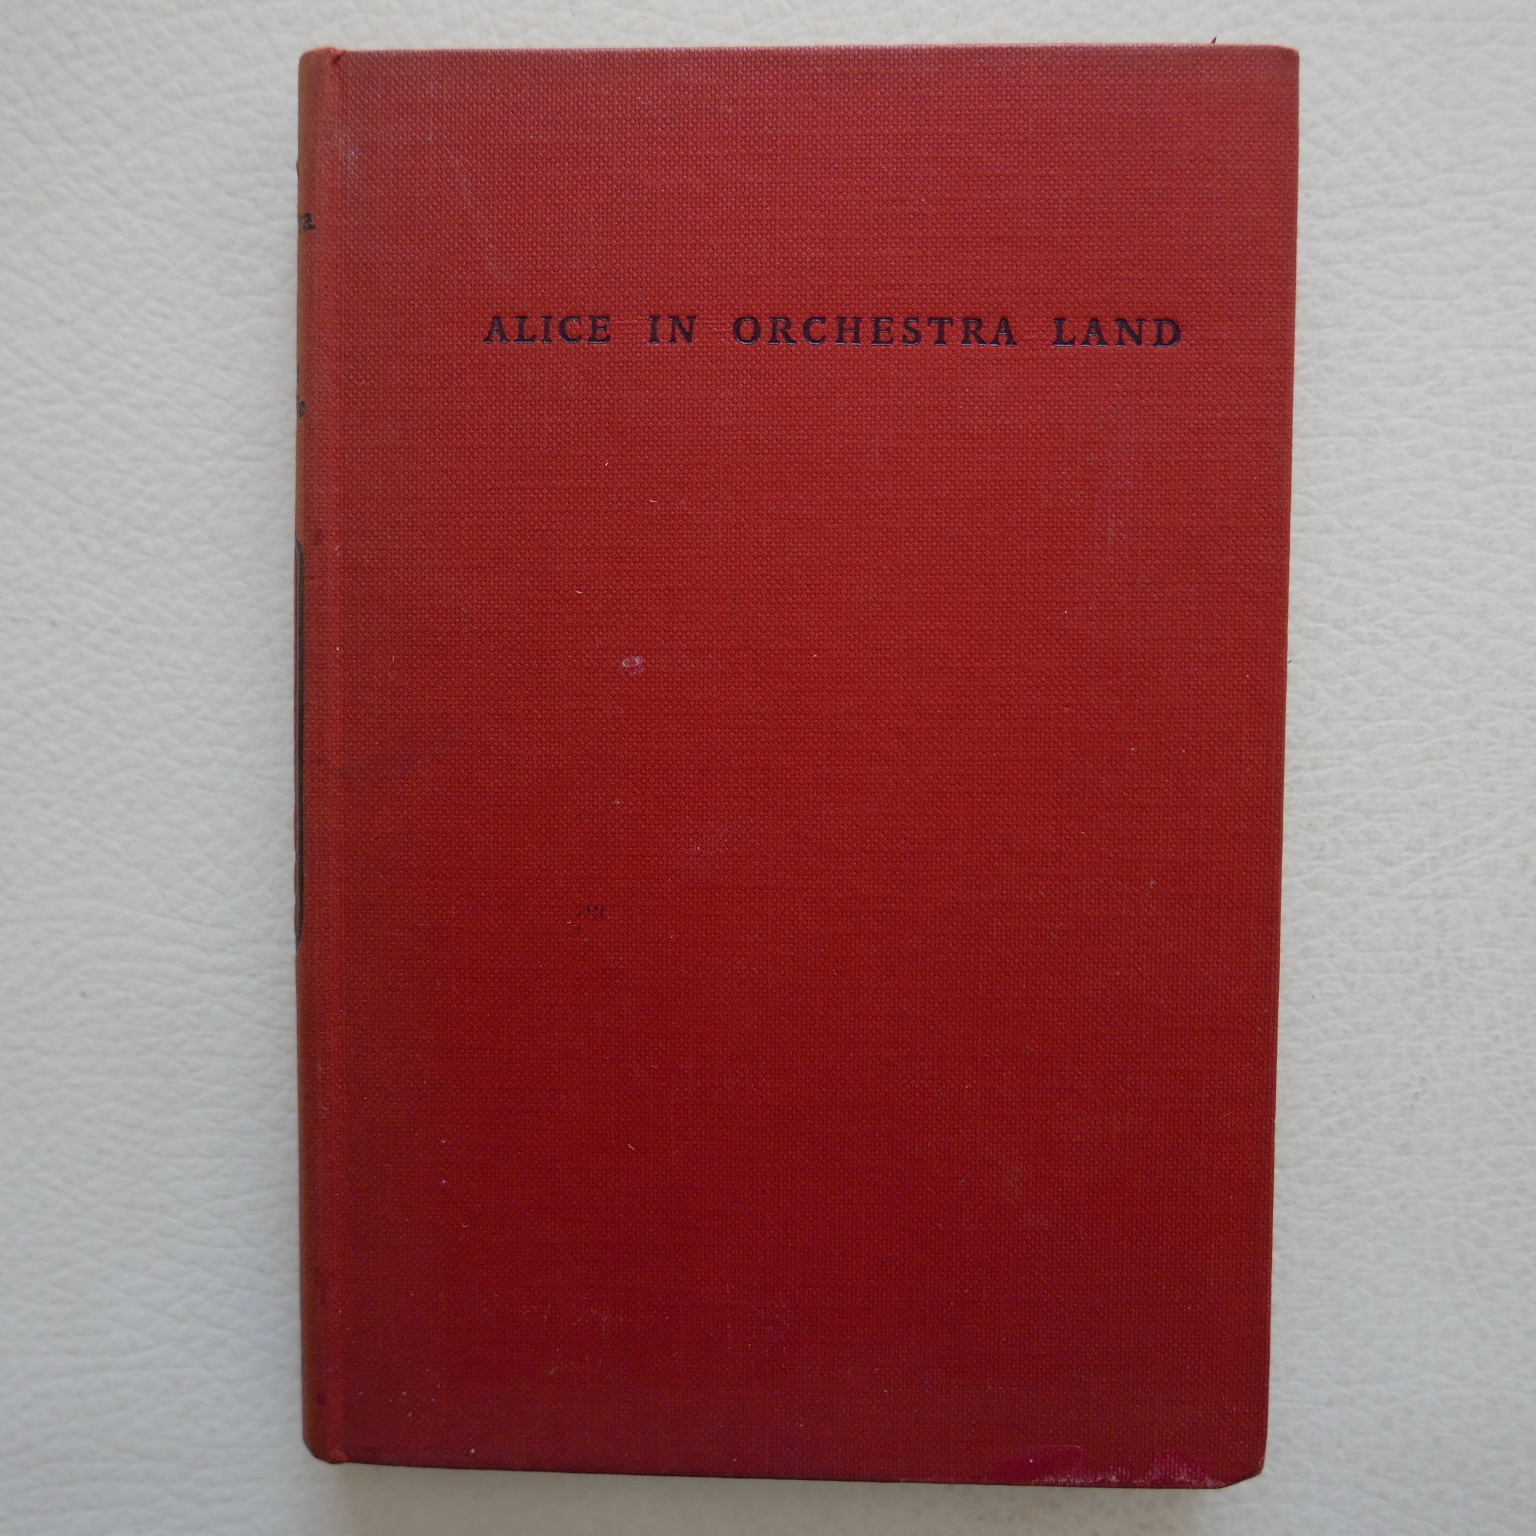 ALICE IN ORCHESTRA LAND